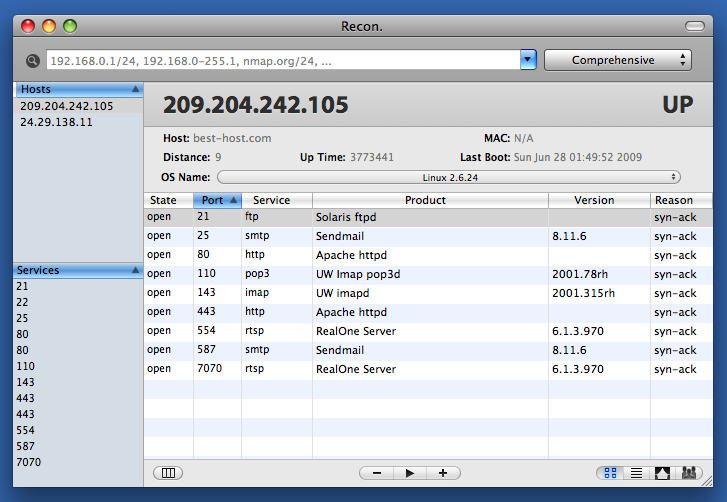 Recon.
192.168.0.1/24, 192.168.0-255.1, nmap.org/24, ...
Comprehensive
Hosts
209.204.242.105
24.29.138.11
Services
21
22
25
80
80
110
143
443
443
554
587
7070
209.204.242.105 UP
Host: best-host.com MAC: N/A
Distance: 9 Up Time: 3773441 Last Boot: Sun Jun 28 01:49:52 2009
OS Name: Linux 2.6.24
State Port Service Product Version Reason
open 21 ftp Solaris ftpd syn-ack
open 25 smtp Sendmail 8.11.6 syn-ack
open 80 http Apache httpd syn-ack
open 110 pop3 UW Imap pop3d 2001.78rh syn-ack
open 143 imap UW imapd 2001.315rh syn-ack
open 443 http Apache httpd syn-ack
open 554 rtsp RealOne Server 6.1.3.970 syn-ack
open 587 smtp Sendmail 8.11.6 syn-ack
open 7070 rtsp RealOne Server 6.1.3.970 syn-ack